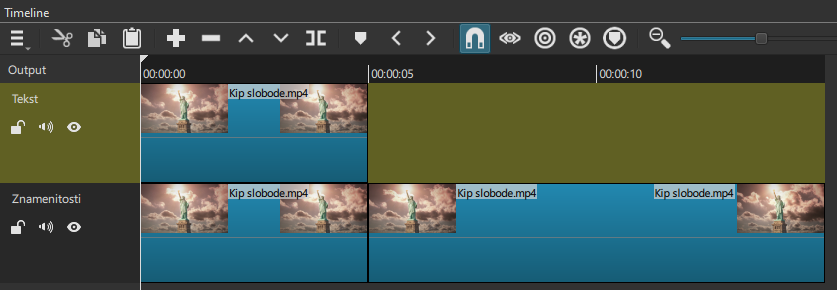 Timeline
Output
00:00:00
00:00:05
00:00:10
Tekst
Kip slobode.mp4
Znamenitosti
Kip slobode.mp4
Kip slobode.mp4
Kip slobode.mp4